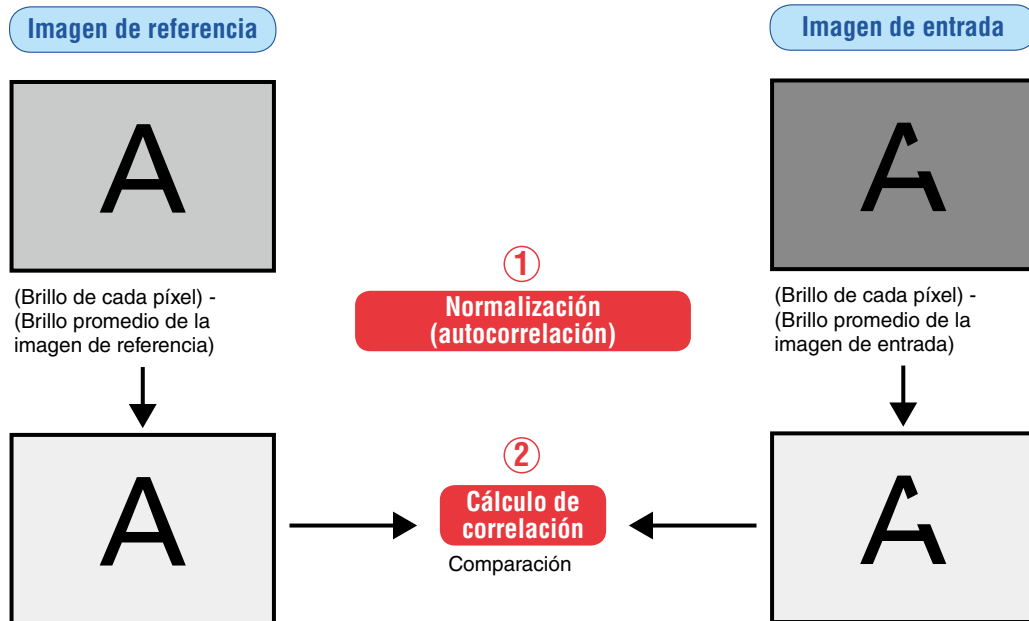 Imagen de referencia
Imagen de entrada
A
A
(Brillo de cada píxel) -
(Brillo promedio de la
imagen de referencia)
1
Normalización
(autocorrelación)
(Brillo de cada píxel) -
(Brillo promedio de la
imagen de entrada)
A
2
Cálculo de
correlación
Comparación
A